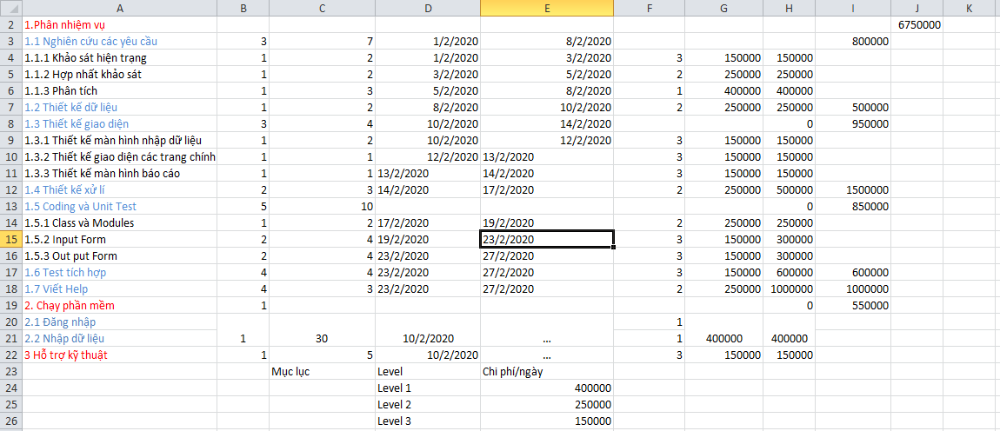 A B C D E F G H I J K
2 1.Phân nhiệm vụ 6750000
3 1.1 Nghiên cứu các yêu cầu 3 7 1/2/2020 8/2/2020 800000
4 1.1.1 Khảo sát hiện trạng 1 2 1/2/2020 3/2/2020 3 150000 150000
5 1.1.2 Hợp nhất khảo sát 1 2 3/2/2020 5/2/2020 2 250000 250000
6 1.1.3 Phân tích 1 3 5/2/2020 8/2/2020 1 400000 400000
7 1.2 Thiết kế dữ liệu 1 2 8/2/2020 10/2/2020 2 250000 250000 500000
8 1.3 Thiết kế giao diện 3 4 10/2/2020 14/2/2020 0 950000
9 1.3.1 Thiết kế màn hình nhập dữ liệu 1 2 10/2/2020 12/2/2020 3 150000 150000
10 1.3.2 Thiết kế giao diện các trang chính 1 1 12/2/2020 13/2/2020 3 150000 150000
11 1.3.3 Thiết kế màn hình báo cáo 1 1 13/2/2020 14/2/2020 3 150000 150000
12 1.4 Thiết kế xử lí 2 3 14/2/2020 17/2/2020 2 250000 500000 1500000
13 1.5 Coding và Unit Test 5 10 0 850000
14 1.5.1 Class và Modules 1 2 17/2/2020 19/2/2020 2 250000 250000
15 1.5.2 Input Form 2 4 19/2/2020 23/2/2020 3 150000 300000
16 1.5.3 Out put Form 2 4 23/2/2020 27/2/2020 3 150000 300000
17 1.6 Test tích hợp 4 4 23/2/2020 27/2/2020 3 150000 600000 600000
18 1.7 Viết Help 4 3 23/2/2020 27/2/2020 2 250000 1000000 1000000
19 2. Chạy phần mềm 1 0 550000
20 2.1 Đăng nhập 1
21 2.2 Nhập dữ liệu 1 30 10/2/2020 ... 1 400000 400000
22 3 Hỗ trợ kỹ thuật 1 5 10/2/2020 ... 3 150000 150000
23 Mục lục Level Chi phí/ngày
24 Level 1 400000
25 Level 2 250000
26 Level 3 150000